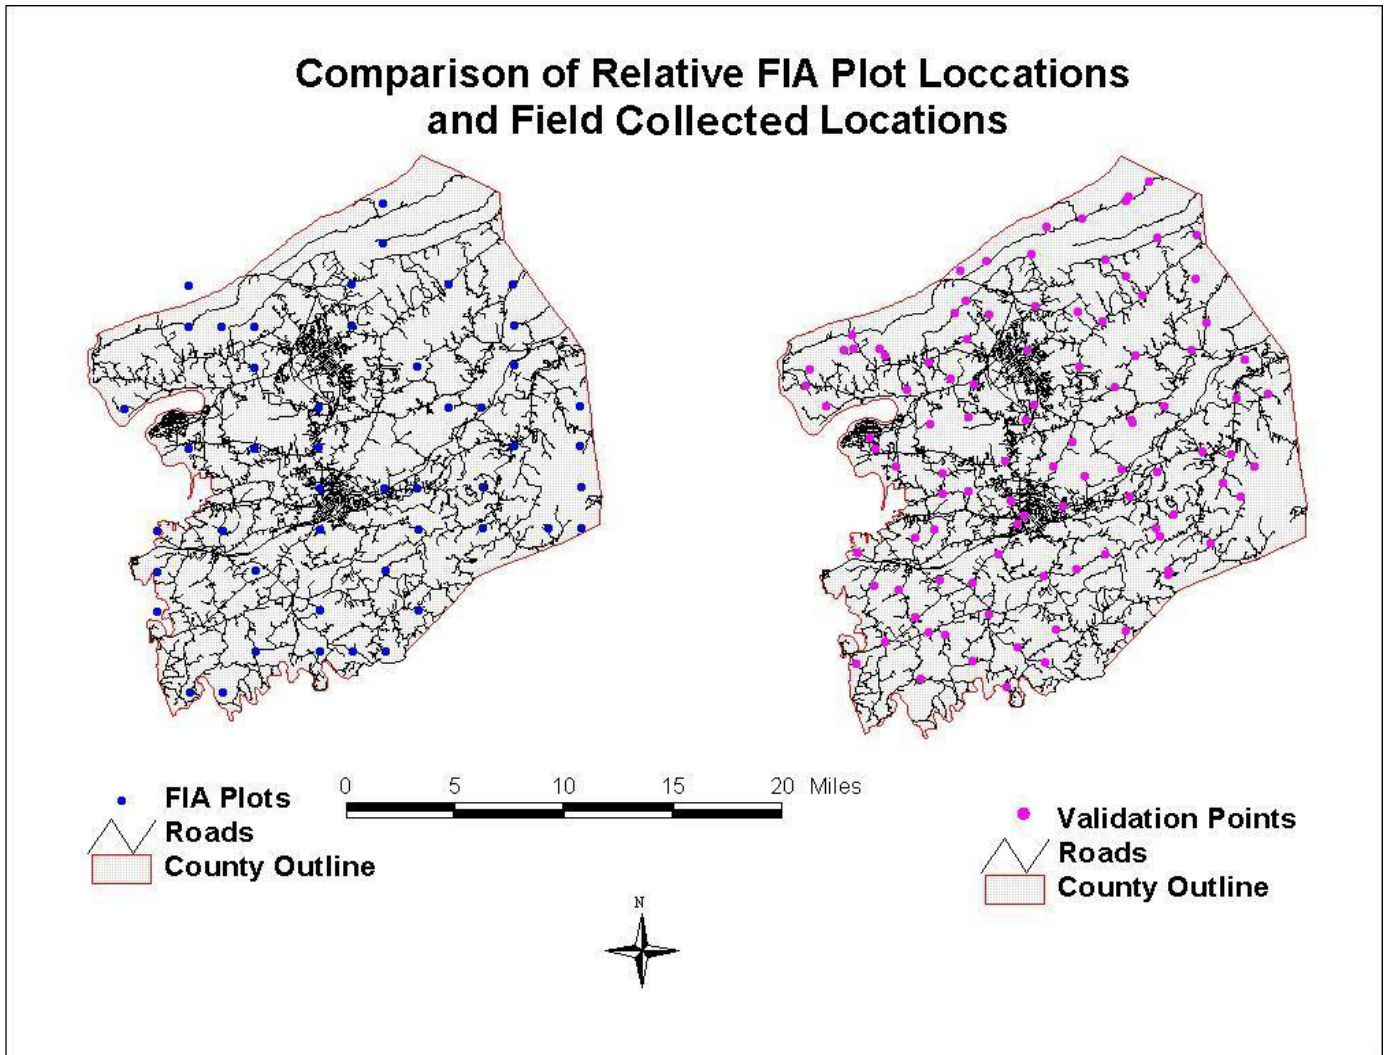 Comparison of Relative FIA Plot Loccations
and Field Collected Locations
0 5 10 15 20 Miles
FIA Plots
Roads
County Outline
Validation Points
Roads
County Outline
N